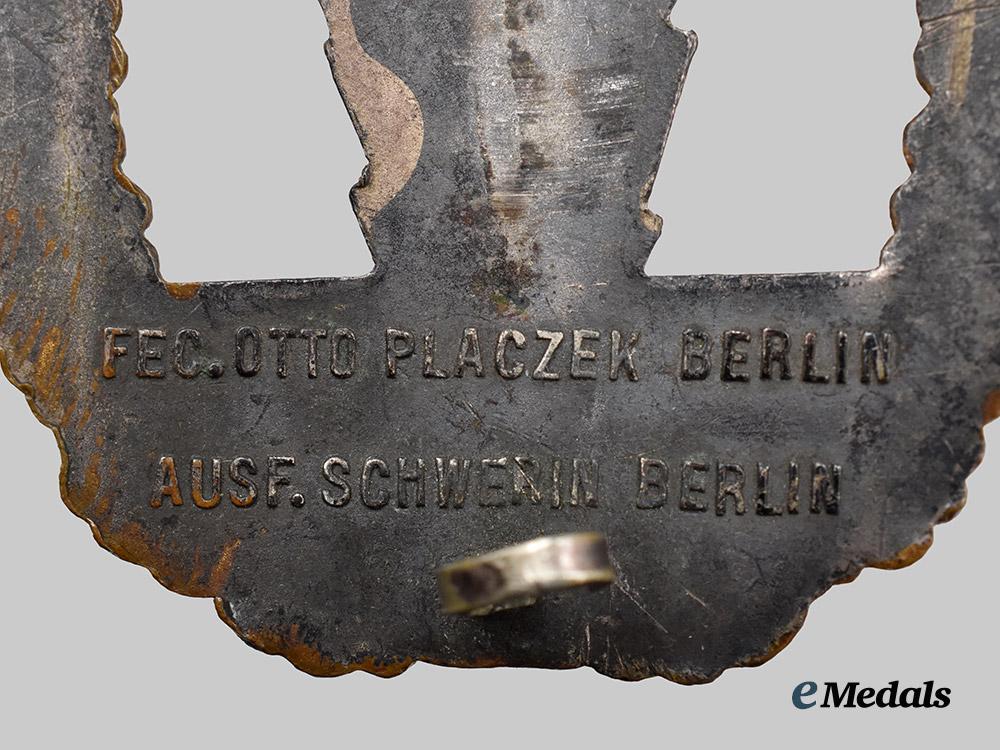 FEC. OTTO PLACZEK BERLIN
AUSF. SCHWERIN BERLIN
eMedals